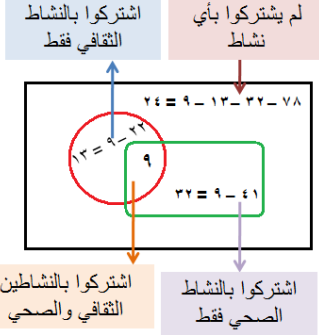 لم يشتركوا بأي
نشاط
اشتركوا بالنشاط
الثقافي فقط
٧٨ – ٣٢ – ١٣ – ٩ = ٢٤
٢٢ – ٩ = ١٣
٩
٤١ – ٩ = ٣٢
اشتركوا بالنشاط
الصحي فقط
اشتركوا بالنشاطين
الثقافي والصحي